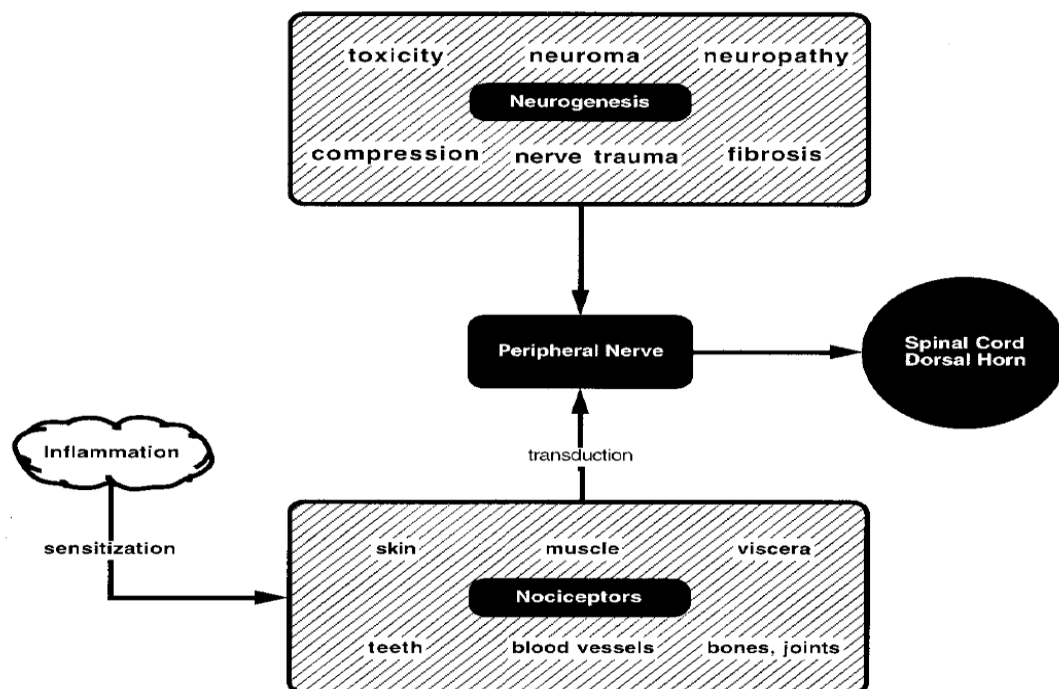 toxicity neuroma neuropathy
Neurogenesis
compression nerve trauma fibrosis
Peripheral Nerve
Spinal Cord
Dorsal Horn
Inflammation
transduction
sensitization
skin muscle viscera
Nociceptors
teeth blood vessels bones, joints